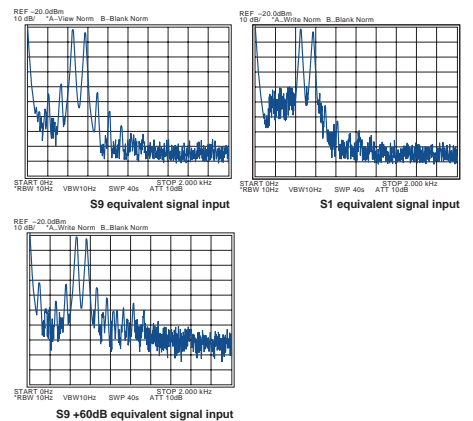 REF –20.0dBm
10 dB/ *A–View Norm B–Blank Norm
START 0Hz STOP 2.000 kHz
*RBW 10Hz VBW10Hz SWP 40s ATT 10dB
S9 equivalent signal input
REF –20.0dBm
10 dB/ *A..Write Norm B..Blank Norm
START 0Hz STOP 2.000 kHz
*RBW 10Hz VBW10Hz SWP 40s ATT 10dB
S1 equivalent signal input
REF –20.0dBm
10 dB/ *A..Write Norm B..Blank Norm
START 0Hz STOP 2.000 kHz
*RBW 10Hz VBW10Hz SWP 40s ATT 10dB
S9 +60dB equivalent signal input